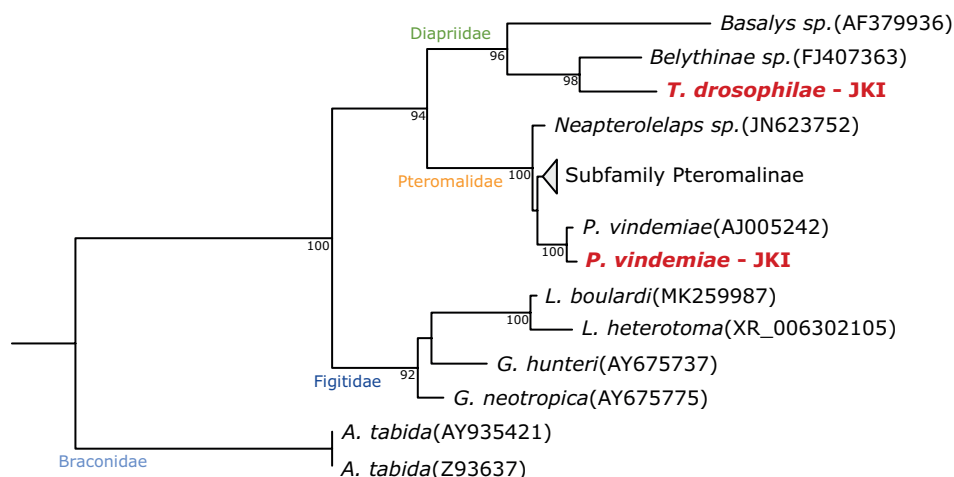 Basalys sp.(AF379936)
Diapriidae
96
Belythinae sp.(FJ407363)
98
T. drosophilae - JKI
94
Neapterolelaps sp.(JN623752)
Pteromalidae
100
Subfamily Pteromalinae
P. vindemiae(AJ005242)
100
P. vindemiae - JKI
100
L. boulardi(MK259987)
100
L. heterotoma(XR_006302105)
G. hunteri(AY675737)
Figitidae
92
G. neotropica(AY675775)
A. tabida(AY935421)
Braconidae
A. tabida(Z93637)